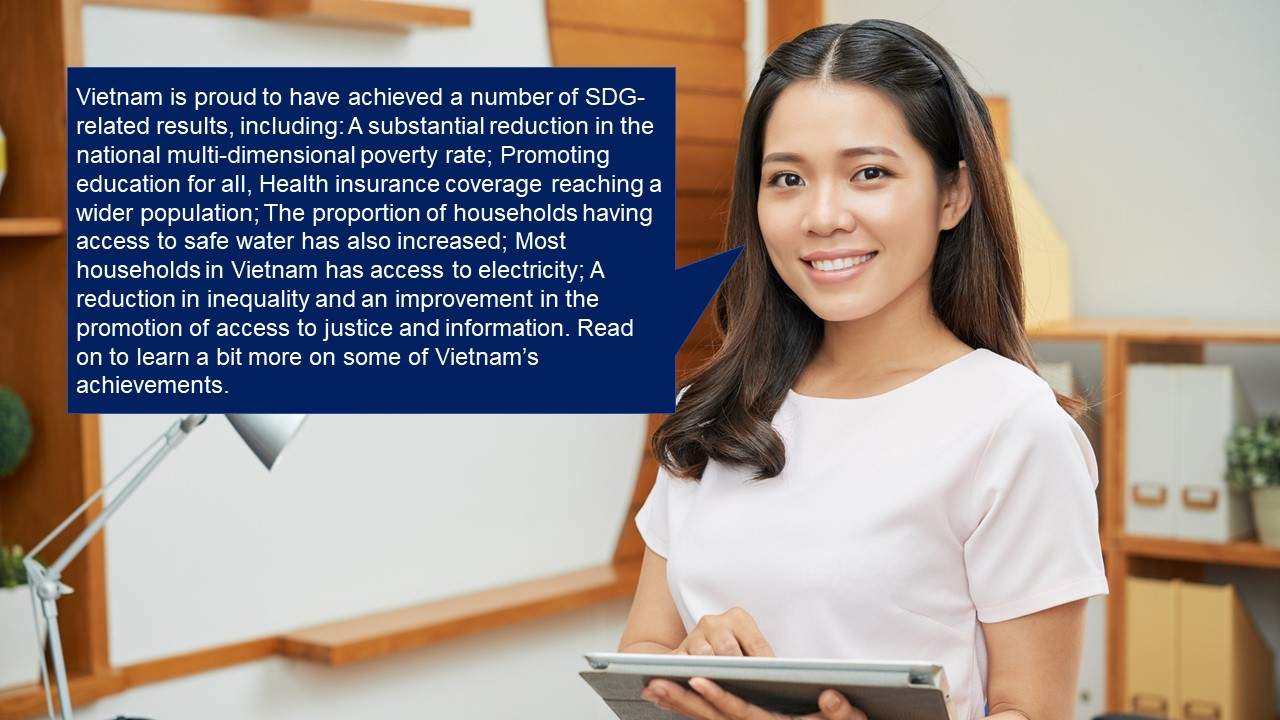 Vietnam is proud to have achieved a number of SDG-
related results, including: A substantial reduction in the
national multi-dimensional poverty rate; Promoting
education for all, Health insurance coverage reaching a
wider population; The proportion of households having
access to safe water has also increased; Most
households in Vietnam has access to electricity; A
reduction in inequality and an improvement in the
promotion of access to justice and information. Read
on to learn a bit more on some of Vietnam’s
achievements.